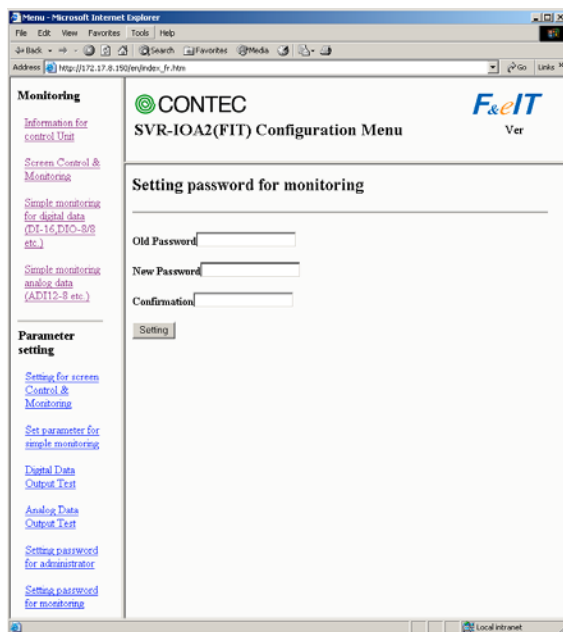 Menu - Microsoft Internet Explorer
File Edit View Favorites Tools Help
Back Search Favorites Media
Address http://172.17.8.150/en/index_fr.htm Go Links »
Monitoring
Information for
control Unit
Screen Control &
Monitoring
Simple monitoring
for digital data
(DI-16,DIO-8/8
etc.)
Simple monitoring
analog data
(ADI12-8 etc.)
Parameter
setting
Setting for screen
Control &
Monitoring
Set parameter for
simple monitoring
Digital Data
Output Test
Analog Data
Output Test
Setting password
for administrator
Setting password
for monitoring
CONTEC
F&eIT
SVR-IOA2(FIT) Configuration Menu
Ver
Setting password for monitoring
Old Password
New Password
Confirmation
Setting
Local intranet